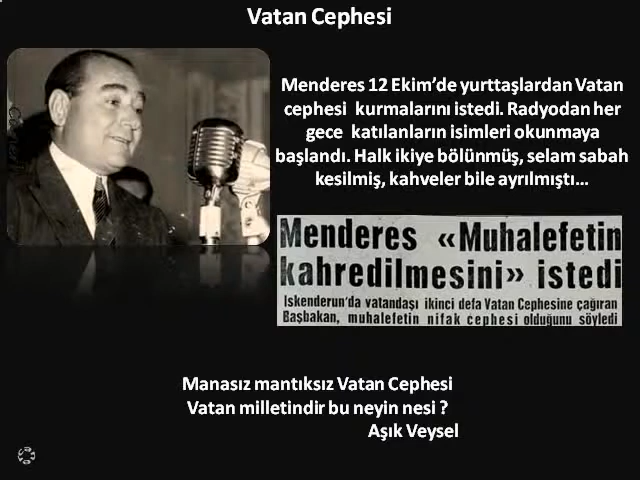 Vatan Cephesi
Menderes 12 Ekim’de yurttaşlardan Vatan
cephesi kurmalarını istedi. Radyodan her
gece katılanların isimleri okunmaya
başlandı. Halk ikiye bölünmüş, selam sabah
kesilmiş, kahveler bile ayrılmıştı...
Menderes «Muhalefetin
kahredilmesini» istedi
Iskenderun'da vatandaşı ikinci defa Vatan Cephesine çağıran
Başbakan, muhalefetin nifak cephesi olduğunu söyledi
Manasız mantıksız Vatan Cephesi
Vatan milletindir bu neyin nesi ?
Aşık Veysel